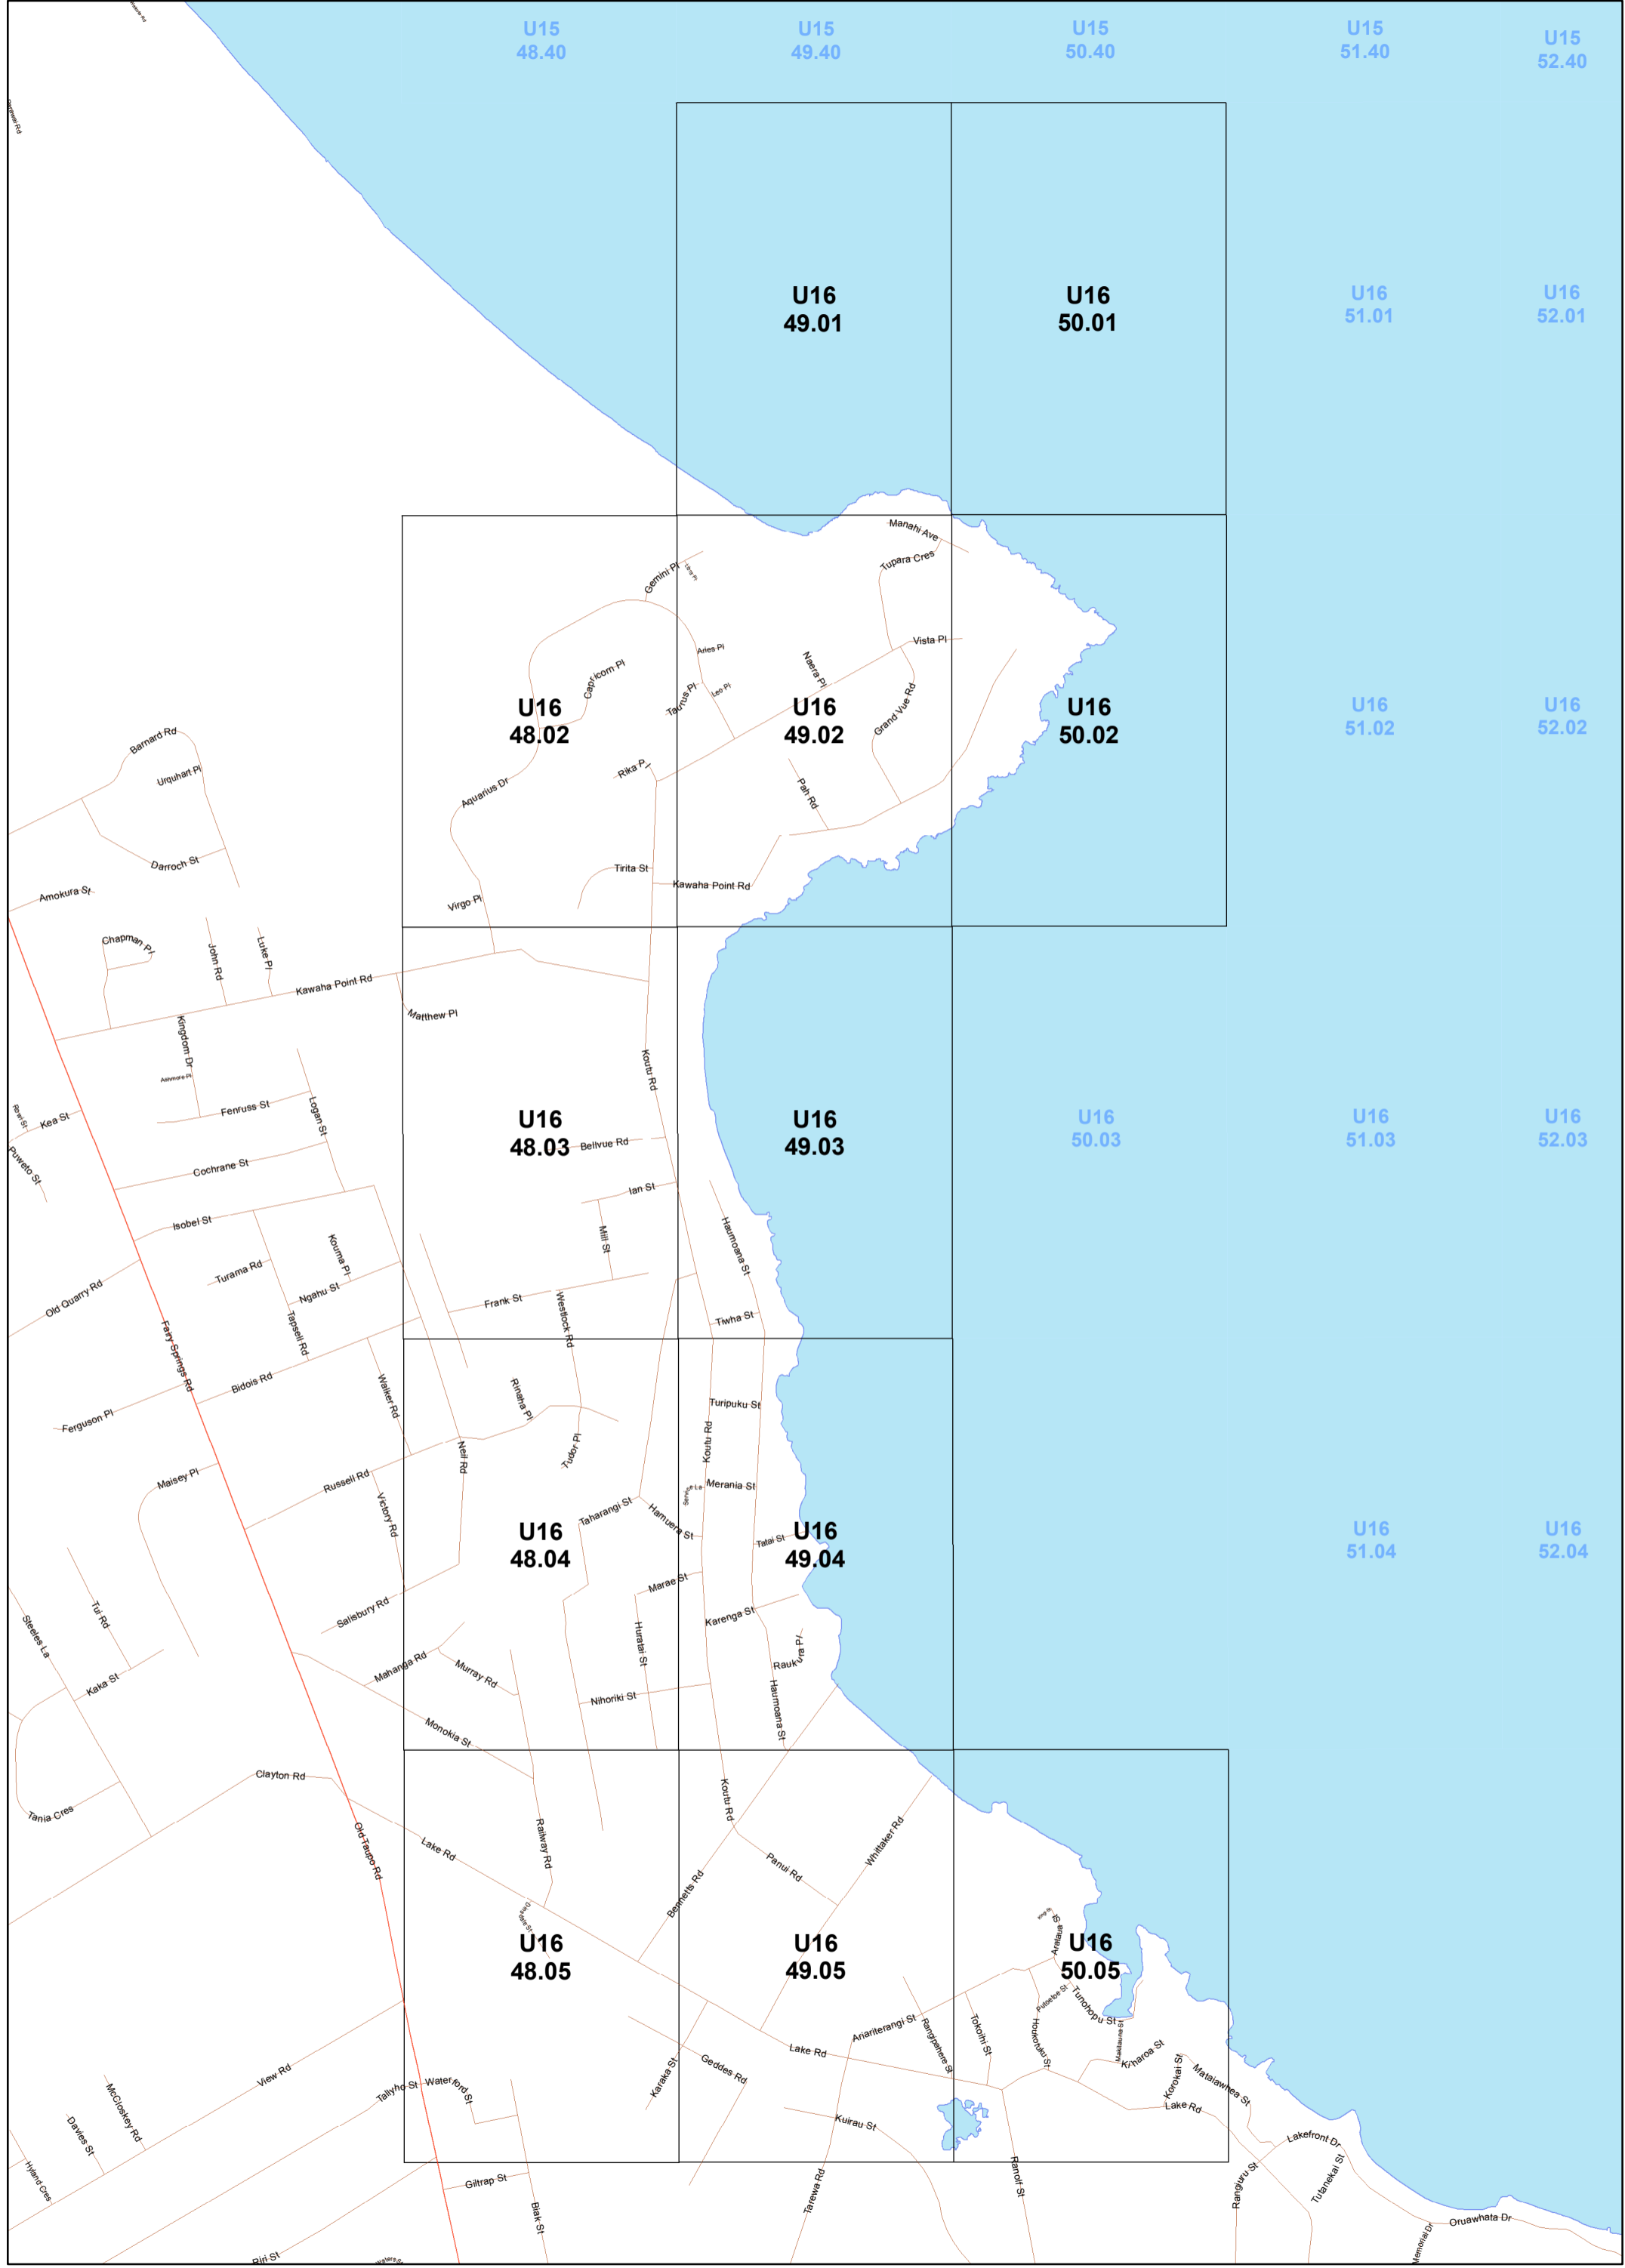 U15
48.40
U15
49.40
U15
50.40
U15
51.40
U15
52.40
U16
49.01
U16
50.01
U16
51.01
U16
52.01
Manahi Ave
Tupara Cres
Gemini Pl
Vista Pl
Aries Pl
Naera Pl
Capricorn Pl
Taurus Pl
Leo Pl
Grand Vue Rd
U16
48.02
U16
49.02
U16
50.02
U16
51.02
U16
52.02
Barnard Rd
Urquhart Pl
Rika P
Aquarius Dr
Pah Rd
Darroch St
Tirita St
Kawaha Point Rd
Amokura St
Virgo Pl
Chapman Pl
John Rd
Luke Pl
Kawaha Point Rd
Matthew Pl
Kingdom Dr
Ashmore Pl
Koutu Rd
Fenruss St
Logan St
Kea St
Puweto St
U16
48.03
U16
49.03
U16
50.03
U16
51.03
U16
52.03
Bellvue Rd
Cochrane St
Ian St
Isobel St
Mill St
Haumoana St
Kouma Pl
Turama Rd
Ngahu St
Old Quarry Rd
Frank St
Westlock Rd
Tiwha St
Tapsell Rd
Fairy Springs Rd
Bidois Rd
Walker Rd
Rinaha Pl
Turipuku St
Ferguson Pl
Koutu Rd
Neil Rd
Tudor Pl
Maisey Pl
Russell Rd
Merania St
Service La
Victory Rd
Taharangi St
Hamuera St
Tatai St
U16
48.04
U16
49.04
U16
51.04
U16
52.04
Marae St
Tui Rd
Steeles La
Salisbury Rd
Karenga St
Huratai St
Raukura Pl
Mahanga Rd
Murray Rd
Kaka St
Nihoriki St
Haumoana St
Monokia St
Clayton Rd
Koutu Rd
Tania Cres
Old Taupo Rd
Lake Rd
Railway Rd
Whittaker Rd
Panui Rd
Bennetts Rd
Arataua St
U16
48.05
U16
49.05
U16
50.05
Tunohopu St
Ariariterangi St
Rangipahere St
Tokoihi St
Houkotuku St
Makitauna St
Lake Rd
Kiharoa St
Geddes Rd
Karaka St
Korokai St
Mataiawhea St
View Rd
Tallyho St
Waterford St
McCloskey Rd
Davies St
Kuirau St
Lake Rd
Lakefront Dr
Hyland Cres
Giltrap St
Biak St
Tarewa Rd
Ranolf St
Rangiuru St
Tutanekai St
Oruawhata Dr
Memorial Dr
Riri St